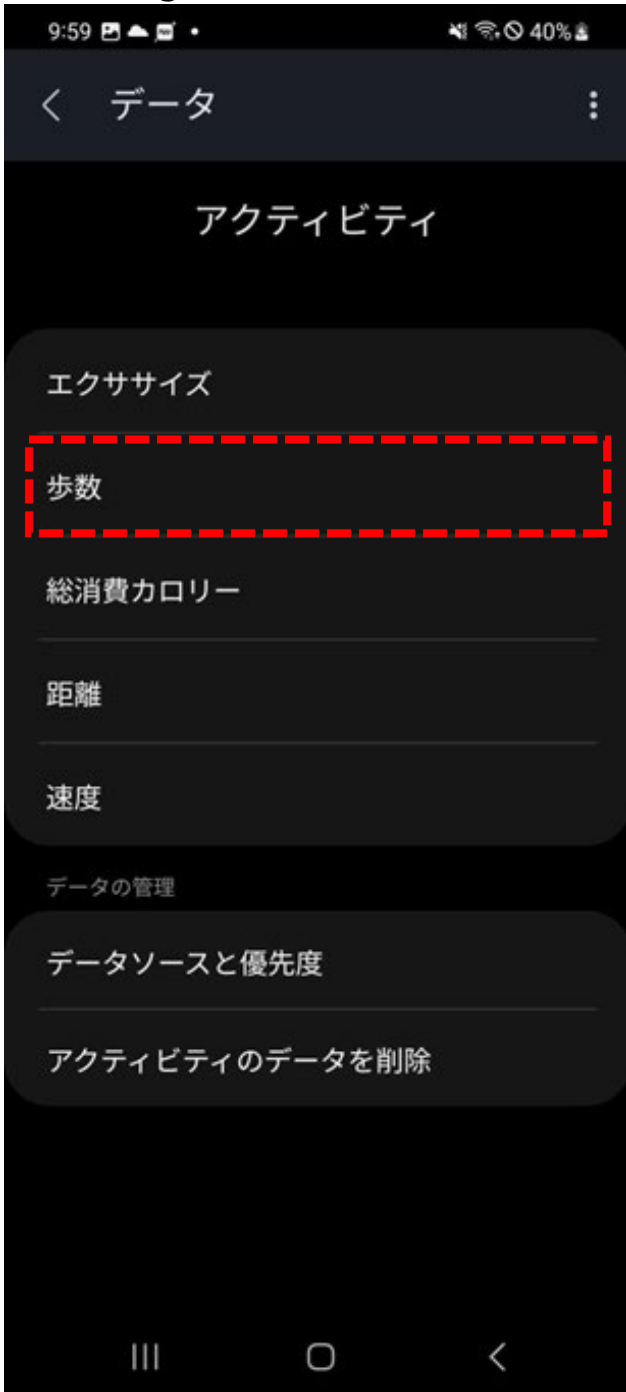 9:59 40%
データ
アクティビティ
エクササイズ
歩数
総消費カロリー
距離
速度
データの管理
データソースと優先度
アクティビティのデータを削除